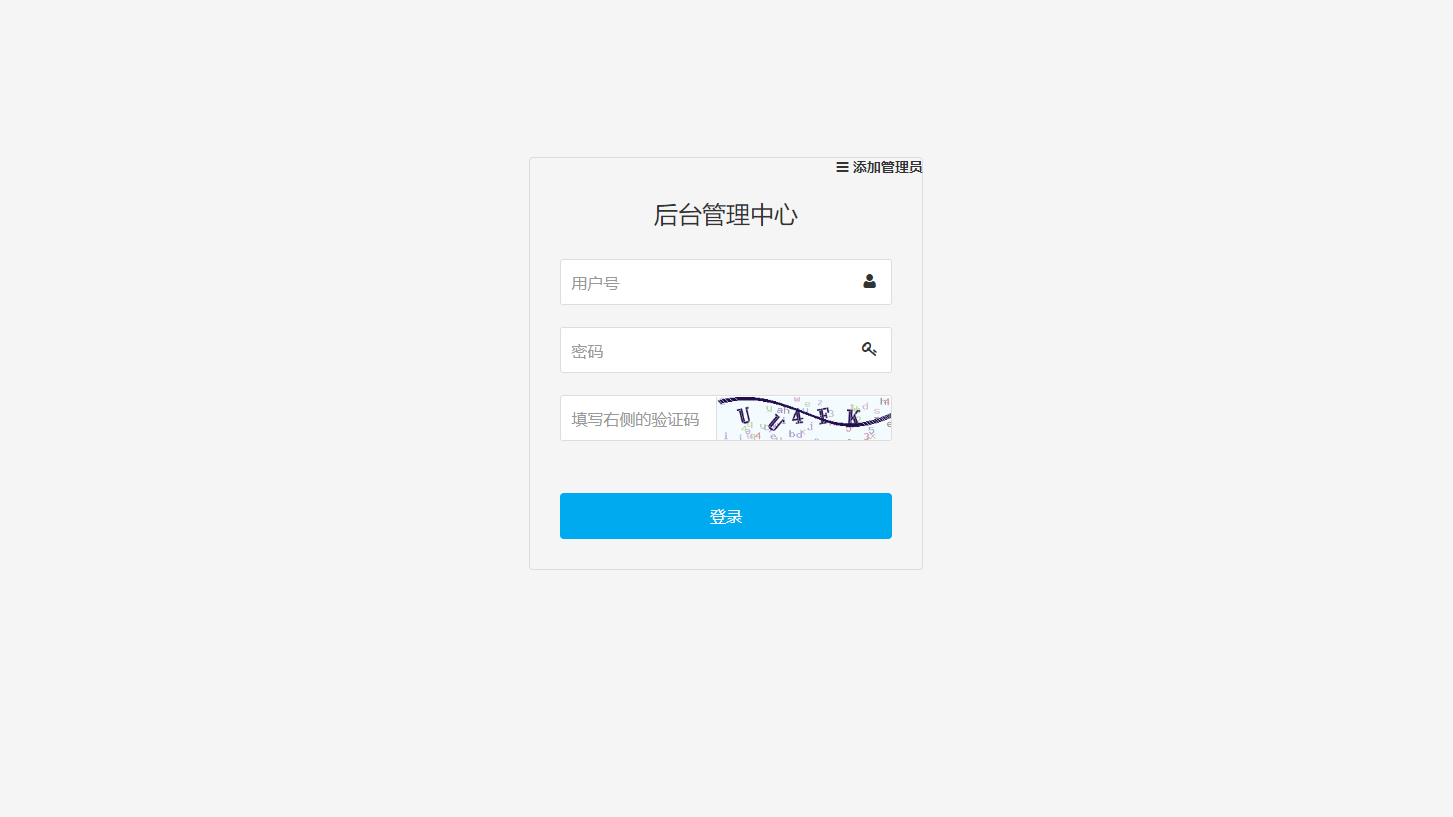 添加管理员
后台管理中心
用户号
密码
填写右侧的验证码
登录